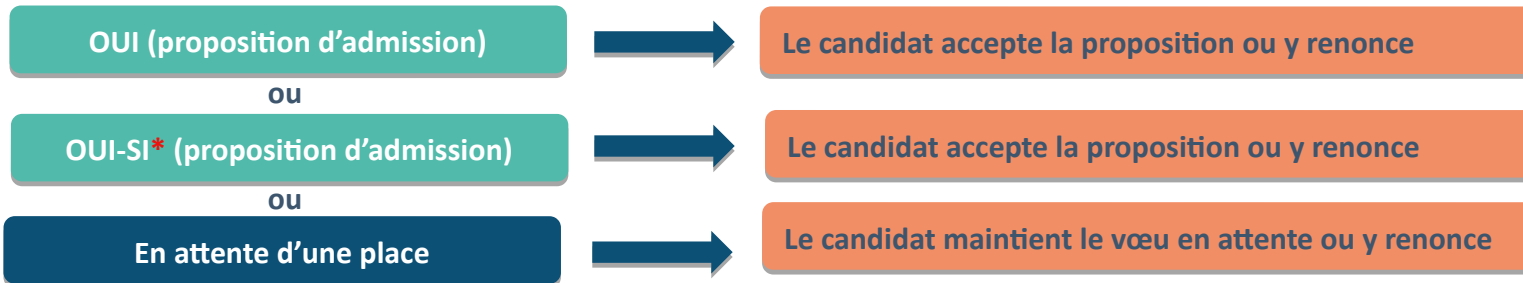 OUI (proposition d’admission)
Le candidat accepte la proposition ou y renonce
ou
OUI-SI* (proposition d’admission)
Le candidat accepte la proposition ou y renonce
ou
En attente d’une place
Le candidat maintient le vœu en attente ou y renonce